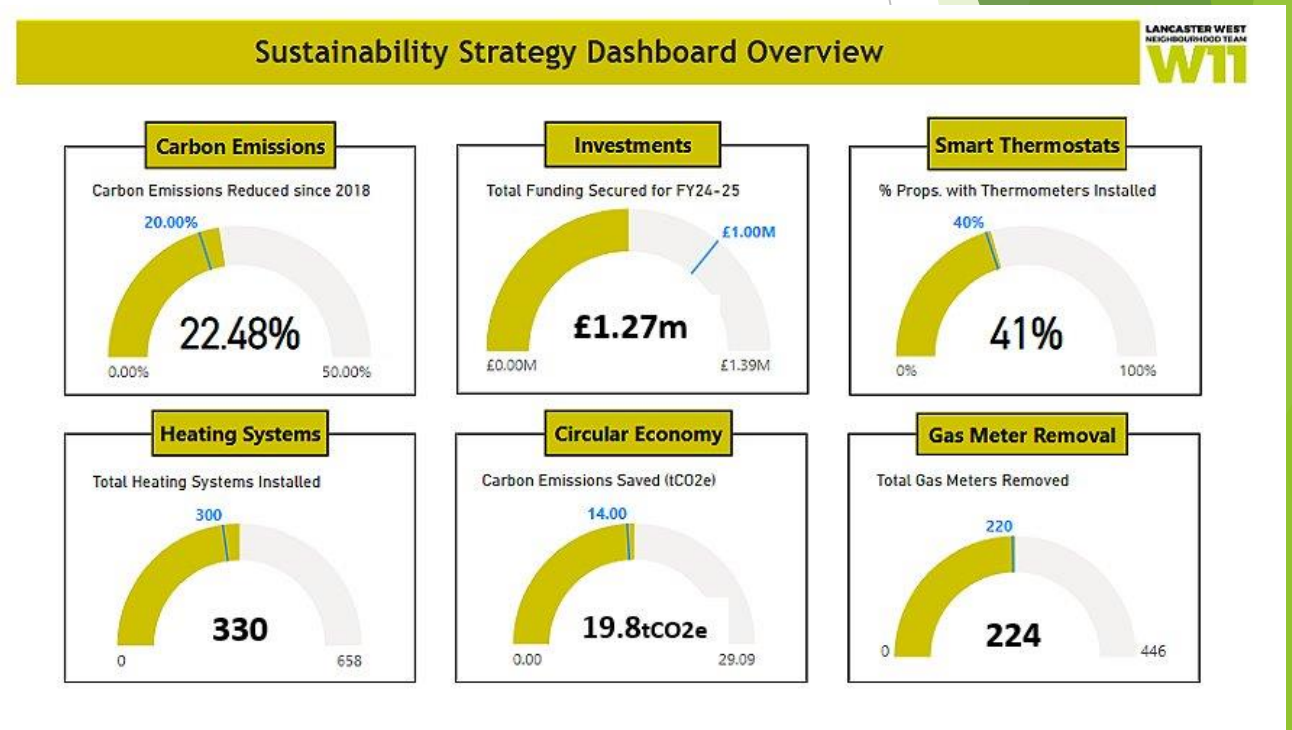 Sustainability Strategy Dashboard Overview
LANCASTER WEST
NEIGHBOURHOOD TEAM
W11
Carbon Emissions
Carbon Emissions Reduced since 2018
20.00%
22.48%
0.00%
50.00%
Investments
Total Funding Secured for FY24-25
£1.00M
£1.27m
£0.00M
£1.39M
Smart Thermostats
% Props. with Thermometers Installed
40%
41%
0%
100%
Heating Systems
Total Heating Systems Installed
300
330
0
658
Circular Economy
Carbon Emissions Saved (tCO2e)
14.00
19.8tCO2e
0.00
29.09
Gas Meter Removal
Total Gas Meters Removed
220
224
0
446